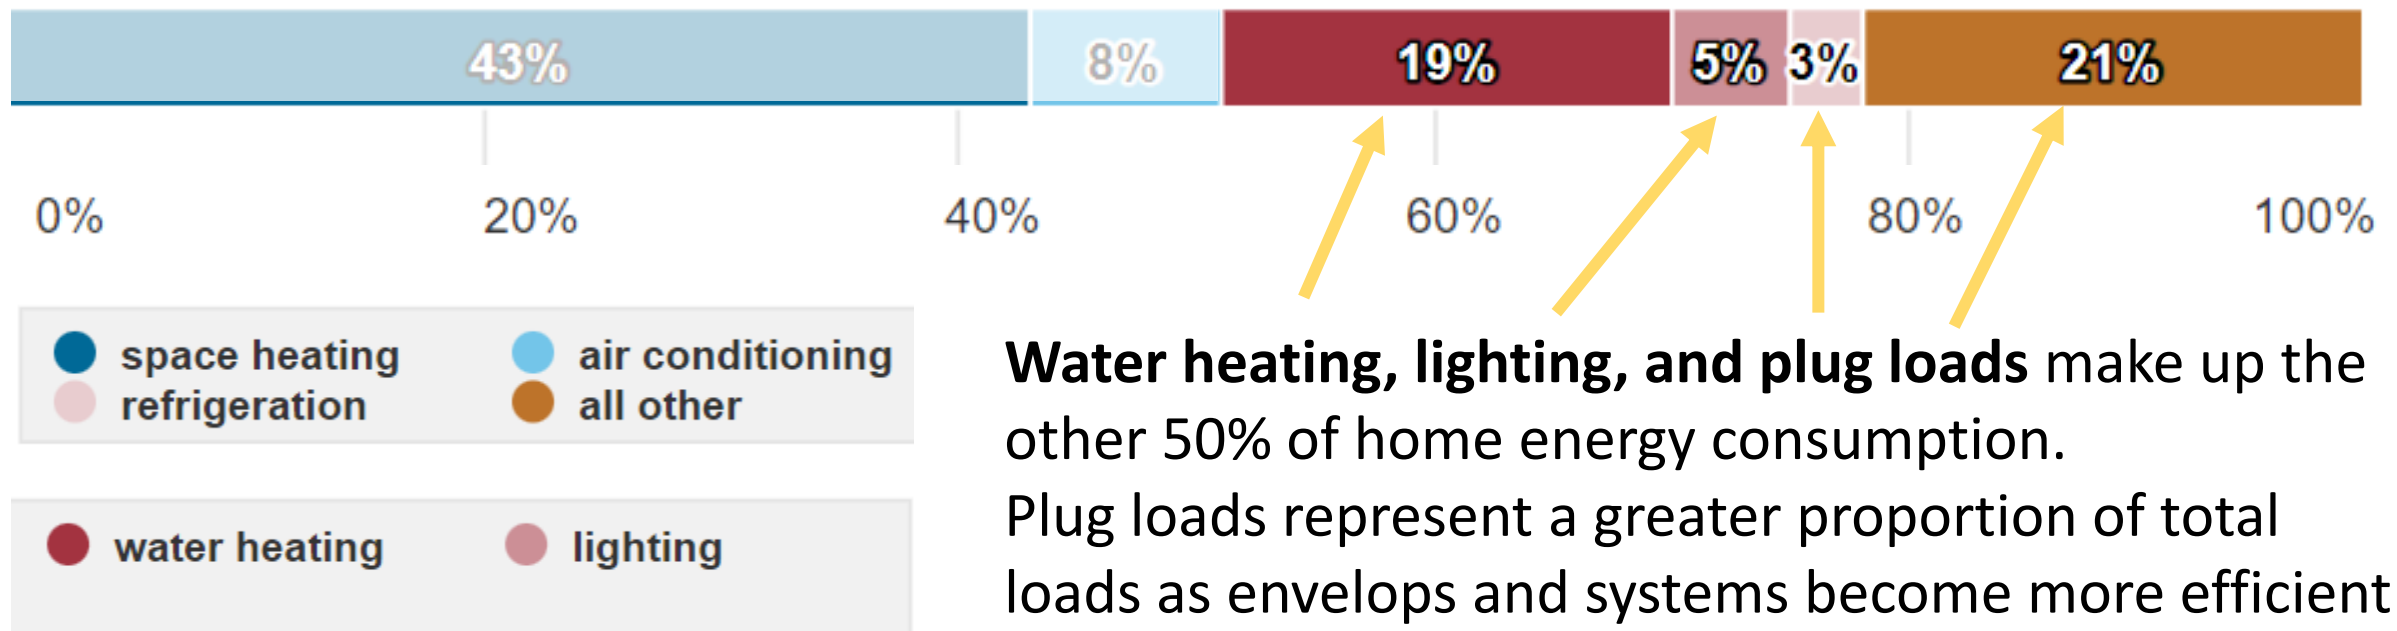 43% 8% 19% 5% 3% 21%
0% 20% 40% 60% 80% 100%
space heating air conditioning
refrigeration all other
water heating lighting
Water heating, lighting, and plug loads make up the
other 50% of home energy consumption.
Plug loads represent a greater proportion of total
loads as envelops and systems become more efficient